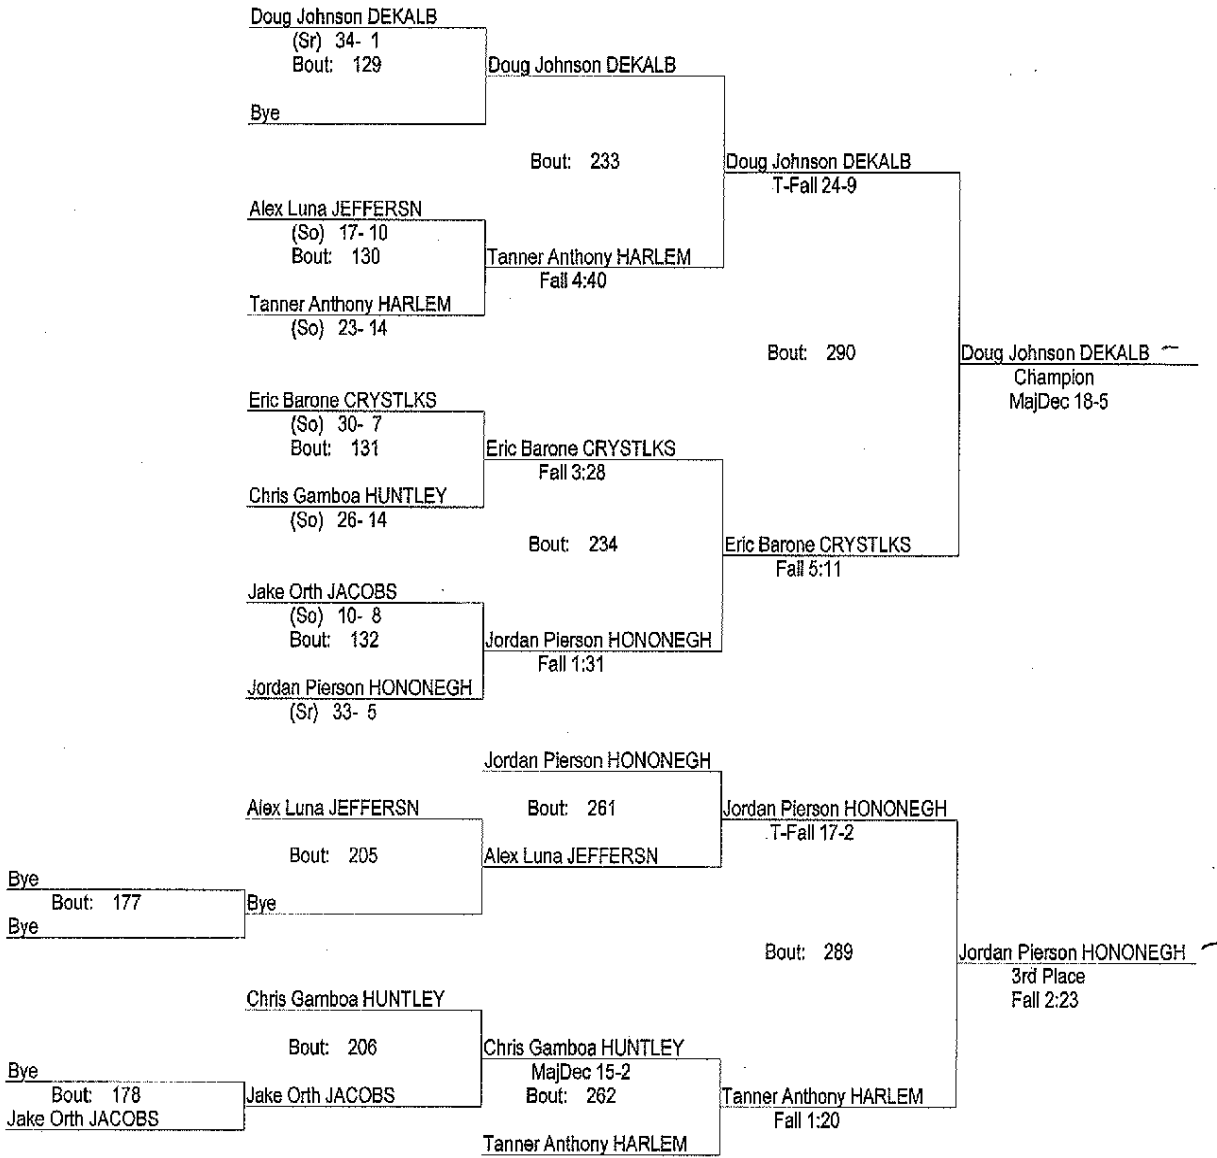 Doug Johnson DEKALB
(Sr) 34- 1
Bout: 129
Doug Johnson DEKALB
Bye
Bout: 233
Doug Johnson DEKALB
T-Fall 24-9
Alex Luna JEFFERSN
(So) 17- 10
Bout: 130
Tanner Anthony HARLEM
Fall 4:40
Tanner Anthony HARLEM
(So) 23- 14
Bout: 290
Doug Johnson DEKALB
Champion
MajDec 18-5
Eric Barone CRYSTLKS
(So) 30- 7
Bout: 131
Eric Barone CRYSTLKS
Fall 3:28
Chris Gamboa HUNTLEY
(So) 26- 14
Bout: 234
Eric Barone CRYSTLKS
Fall 5:11
Jake Orth JACOBS
(So) 10- 8
Bout: 132
Jordan Pierson HONONEGH
Fall 1:31
Jordan Pierson HONONEGH
(Sr) 33- 5
Jordan Pierson HONONEGH
Alex Luna JEFFERSN
Bout: 261
Jordan Pierson HONONEGH
T-Fall 17-2
Bout: 205
Alex Luna JEFFERSN
Bye
Bout: 177
Bye
Bye
Bout: 289
Jordan Pierson HONONEGH
3rd Place
Fall 2:23
Chris Gamboa HUNTLEY
Bout: 206
Chris Gamboa HUNTLEY
MajDec 15-2
Bye
Bout: 178
Jake Orth JACOBS
Bout: 262
Tanner Anthony HARLEM
Fall 1:20
Jake Orth JACOBS
Tanner Anthony HARLEM